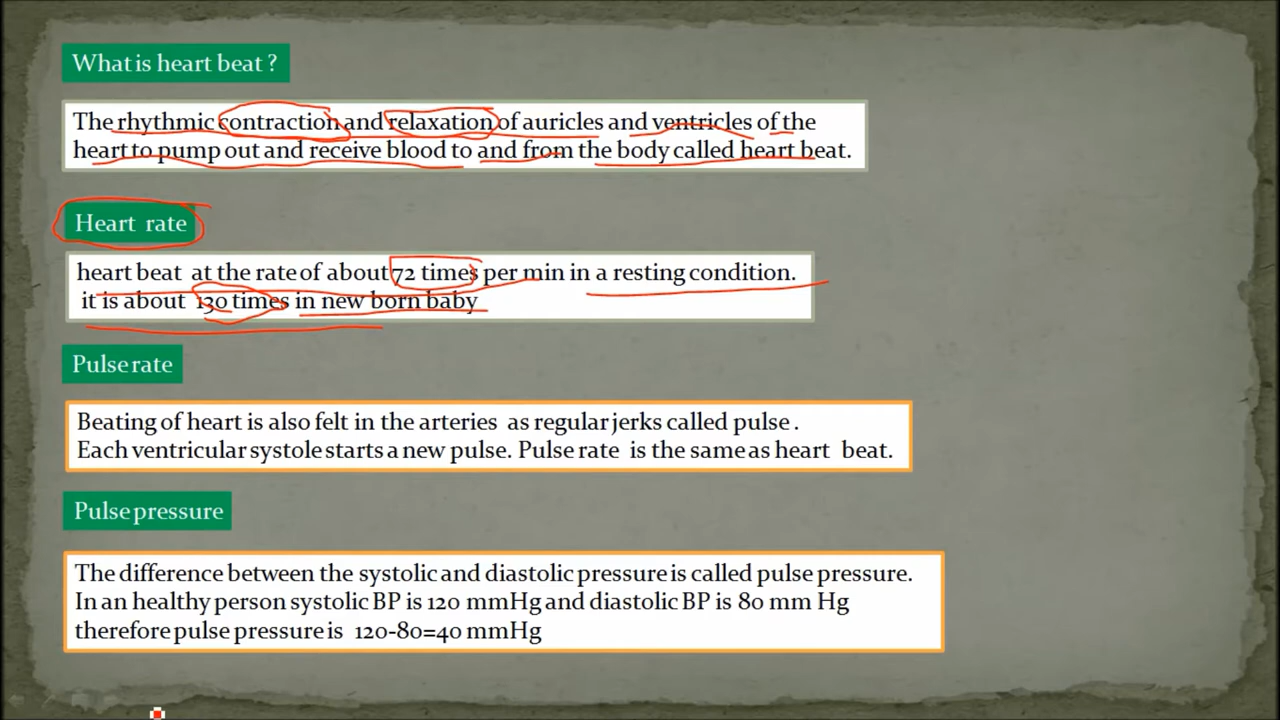 What is heart beat ?
The rhythmic contraction and relaxation of auricles and ventricles of the
heart to pump out and receive blood to and from the body called heart beat.
Heart rate
heart beat at the rate of about 72 times per min in a resting condition.
it is about 130 times in new born baby
Pulse rate
Beating of heart is also felt in the arteries as regular jerks called pulse .
Each ventricular systole starts a new pulse. Pulse rate is the same as heart beat.
Pulse pressure
The difference between the systolic and diastolic pressure is called pulse pressure.
In an healthy person systolic BP is 120 mmHg and diastolic BP is 80 mm Hg
therefore pulse pressure is 120-80=40 mmHg